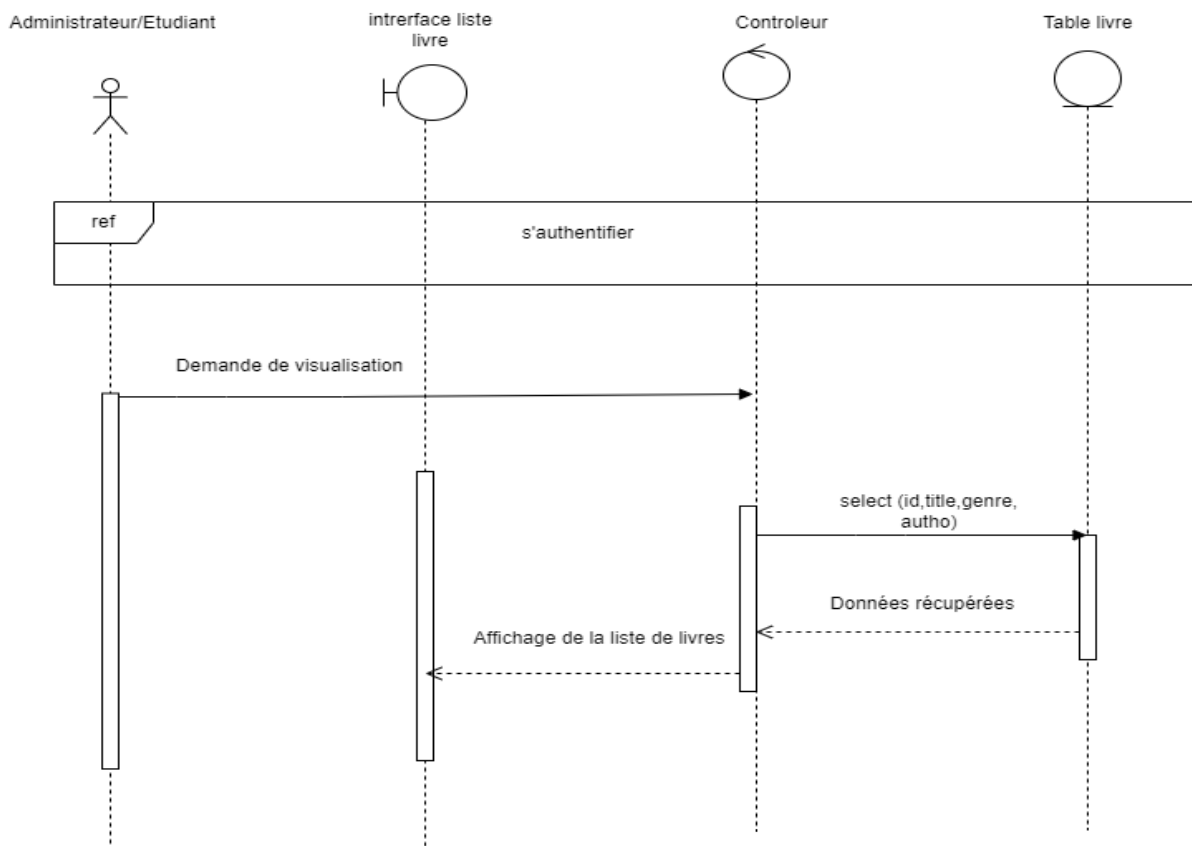 Administrateur/Etudiant
intrerface liste
livre
Controleur
Table livre
ref
s'authentifier
Demande de visualisation
select (id,title,genre,
autho)
Données récupérées
Affichage de la liste de livres